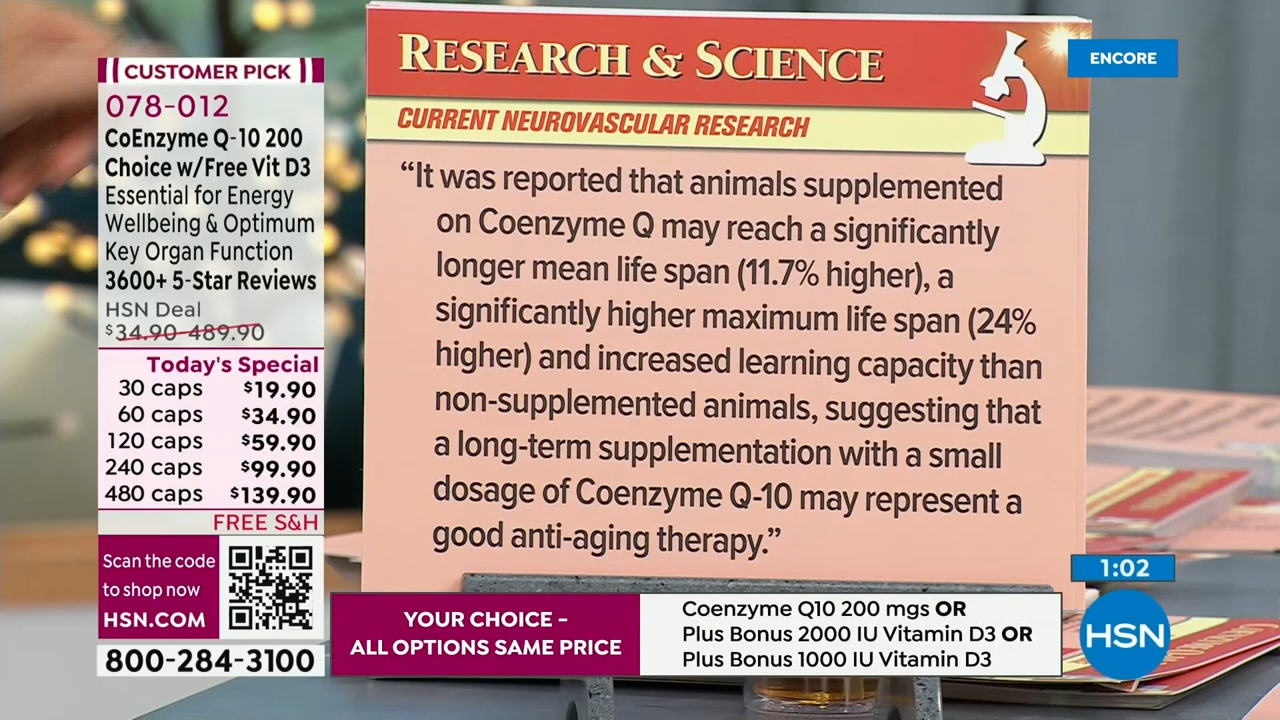 CUSTOMER PICK
078-012
CoEnzyme Q-10 200
Choice w/Free Vit D3
Essential for Energy
Wellbeing & Optimum
Key Organ Function
3600+ 5-Star Reviews
HSN Deal
$34.90-489.90
Today's Special
30 caps $19.90
60 caps $34.90
120 caps $59.90
240 caps $99.90
480 caps $139.90
FREE S&H
Scan the code
to shop now
HSN.COM
800-284-3100
RESEARCH & SCIENCE
CURRENT NEUROVASCULAR RESEARCH
“It was reported that animals supplemented
on Coenzyme Q may reach a significantly
longer mean life span (11.7% higher), a
significantly higher maximum life span (24%
higher) and increased learning capacity than
non-supplemented animals, suggesting that
a long-term supplementation with a small
dosage of Coenzyme Q-10 may represent a
good anti-aging therapy.”
ENCORE
1:02
HSN
YOUR CHOICE –
ALL OPTIONS SAME PRICE
Coenzyme Q10 200 mgs OR
Plus Bonus 2000 IU Vitamin D3 OR
Plus Bonus 1000 IU Vitamin D3